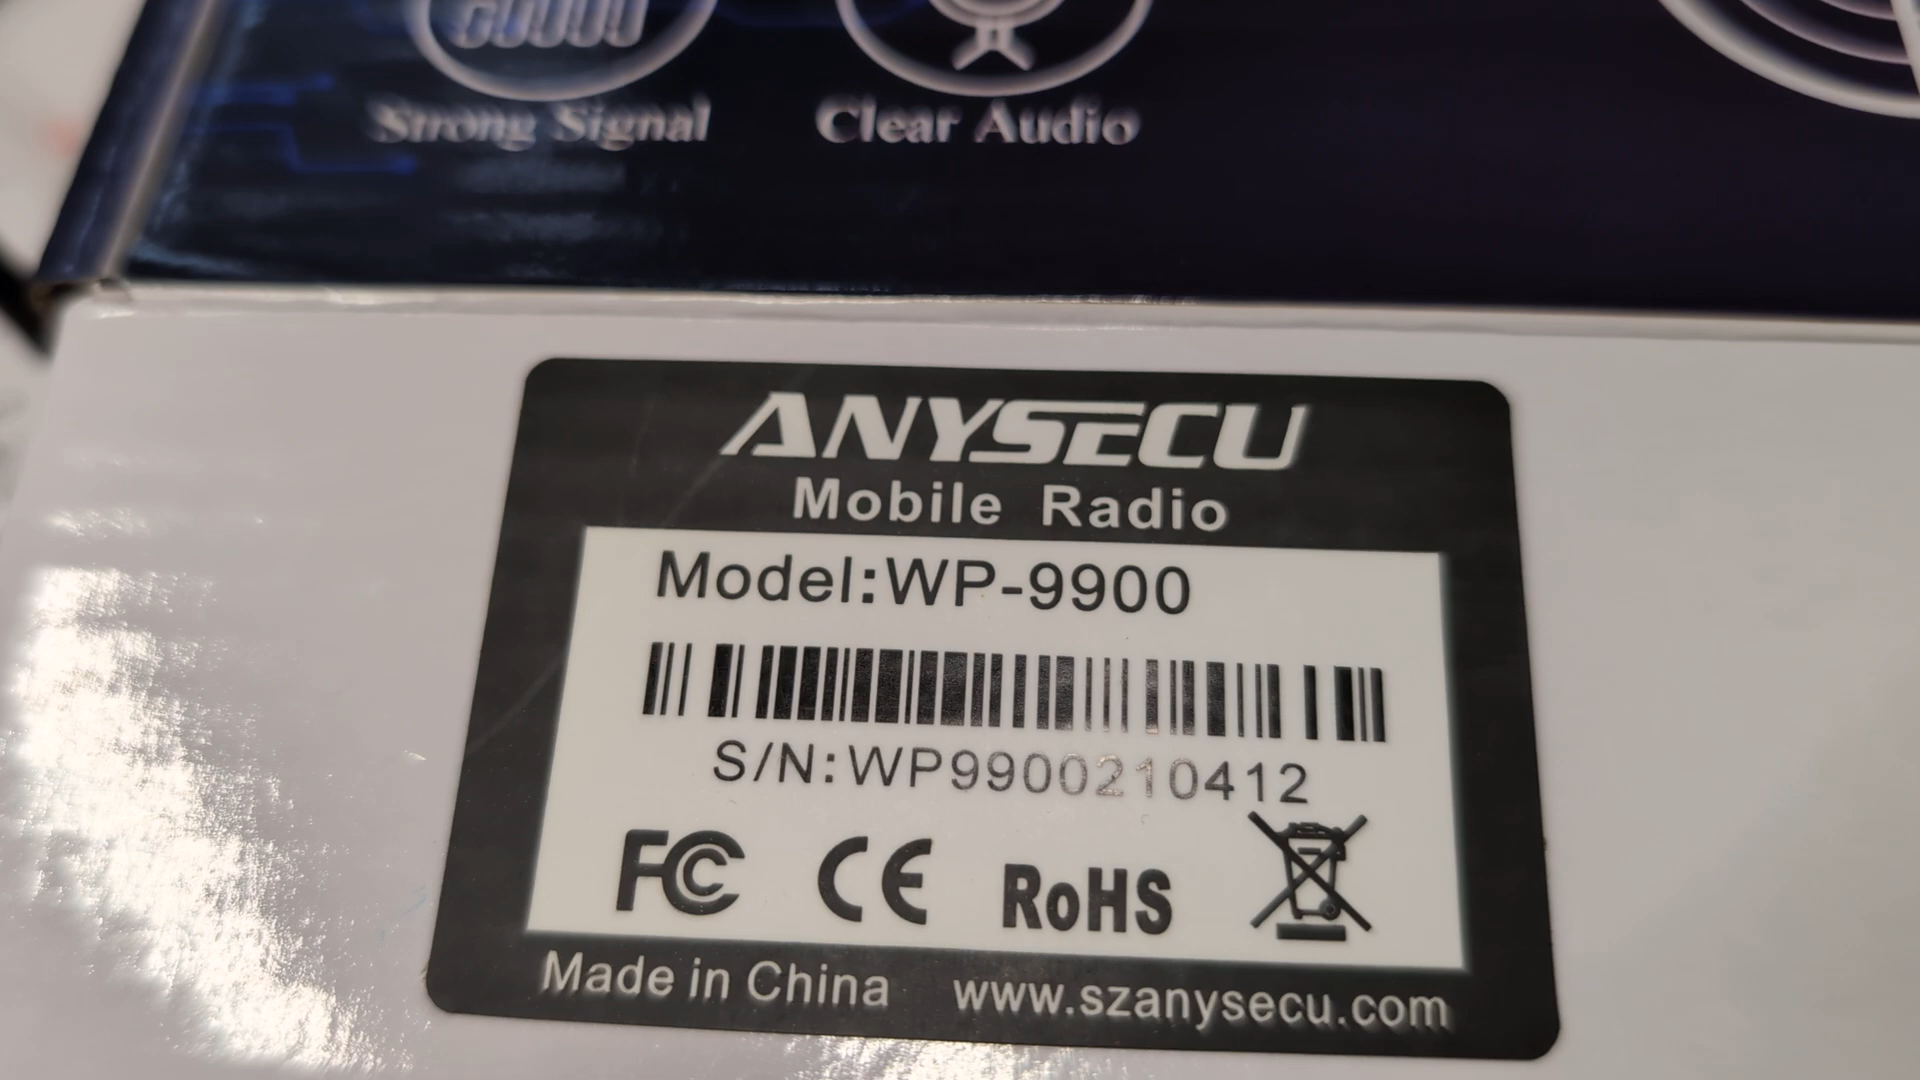 Strong Signal Clear Audio
ANYSECU
Mobile Radio
Model:WP-9900
S/N:WP9900210412
FC CE RoHS
Made in China www.szanysecu.com